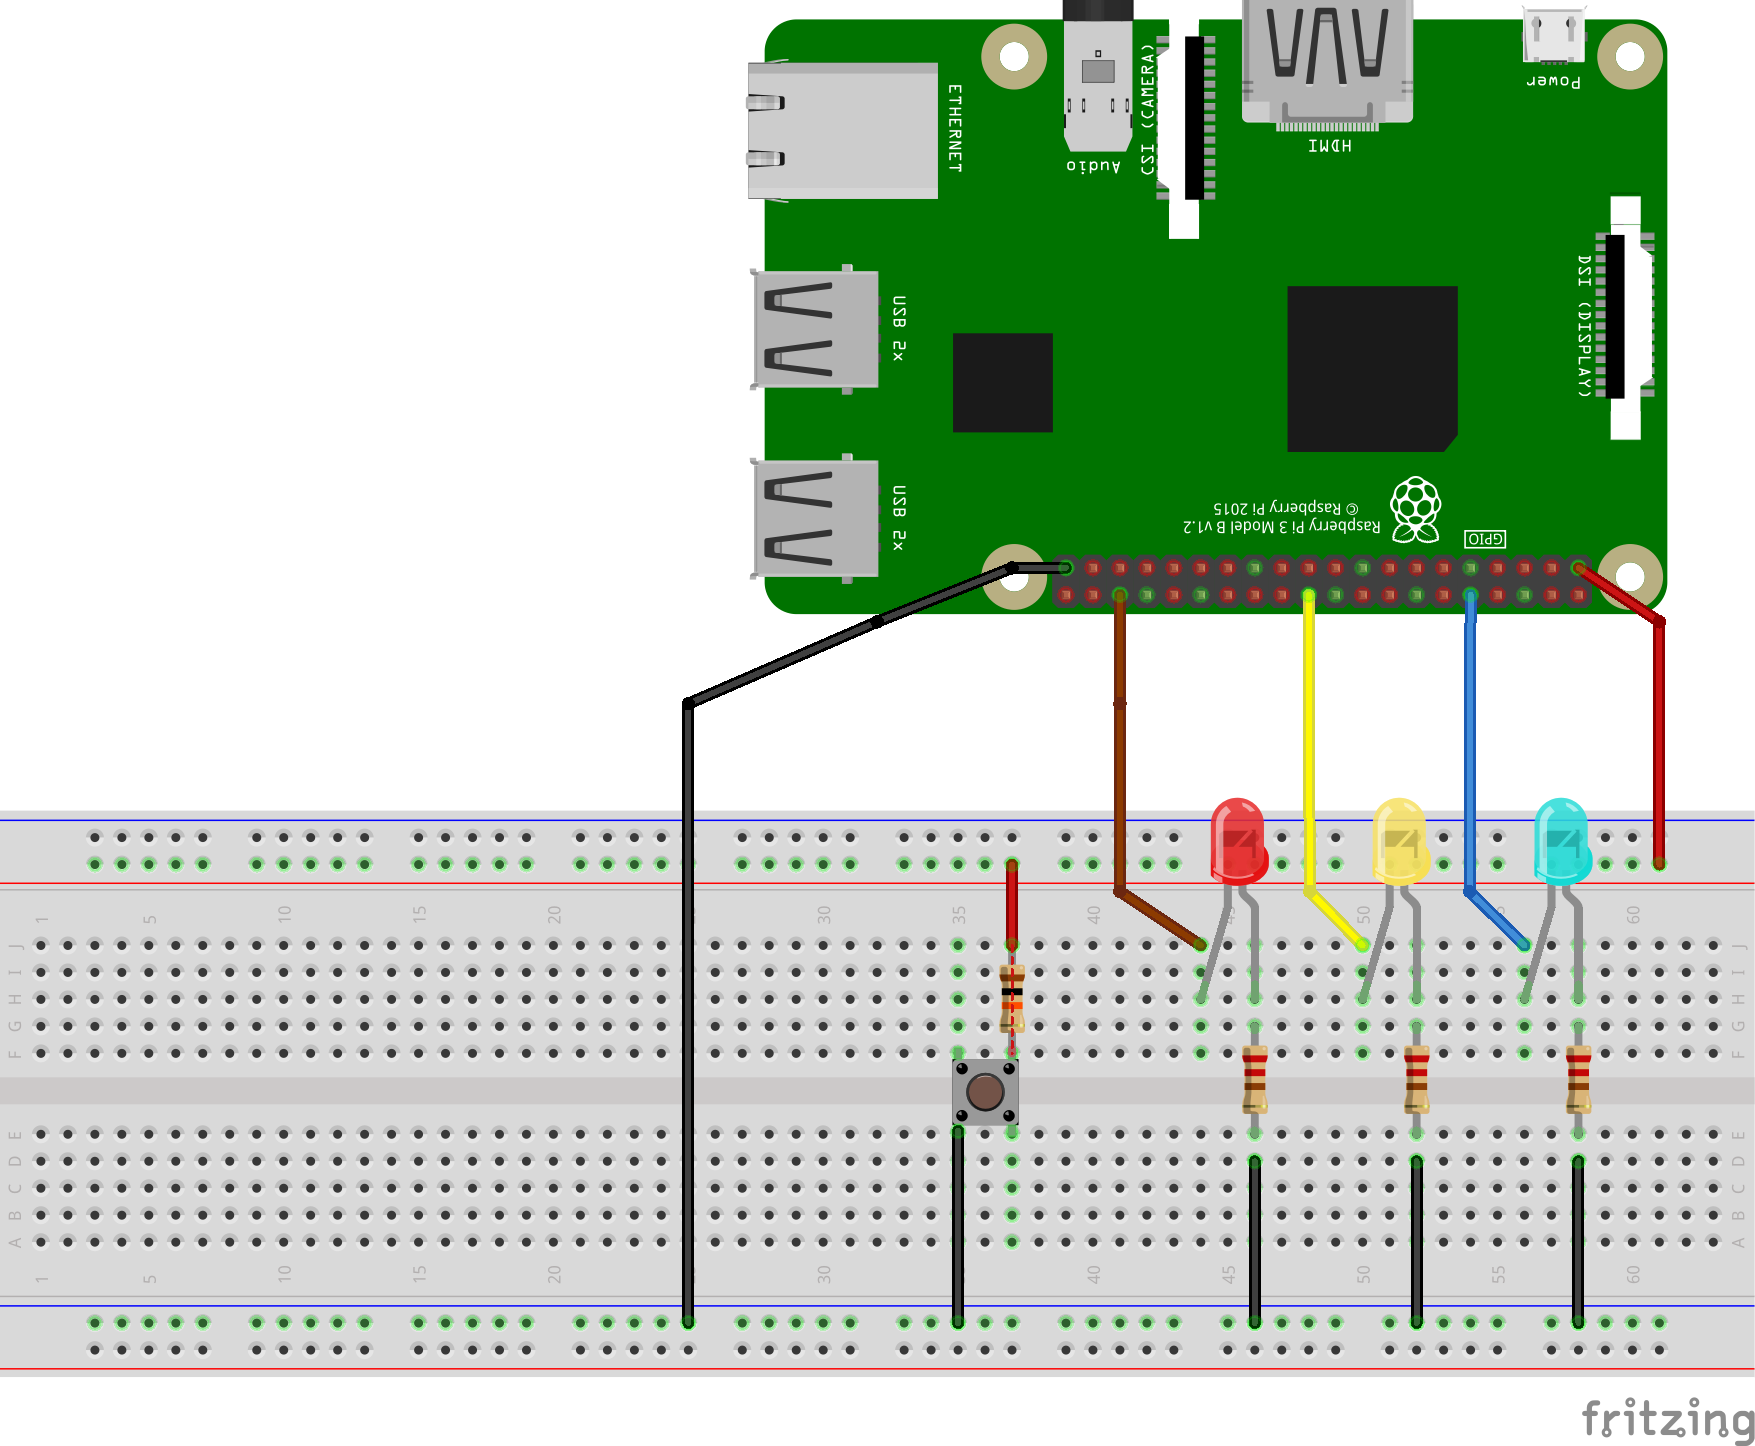 Power
ETHERNET
CSI (CAMERA)
HDMI
Audio
DSI (DISPLAY)
USB 2x
USB 2x
© Raspberry Pi 2015
Raspberry Pi 3 Model B v1.2
GPIO
1 5 10 15 20 30 35 40 45 50 55 60
J J
I I
H H
G G
F F
E E
D D
C C
B B
A A
1 5 10 15 20 30 40 45 50 55 60
fritzing